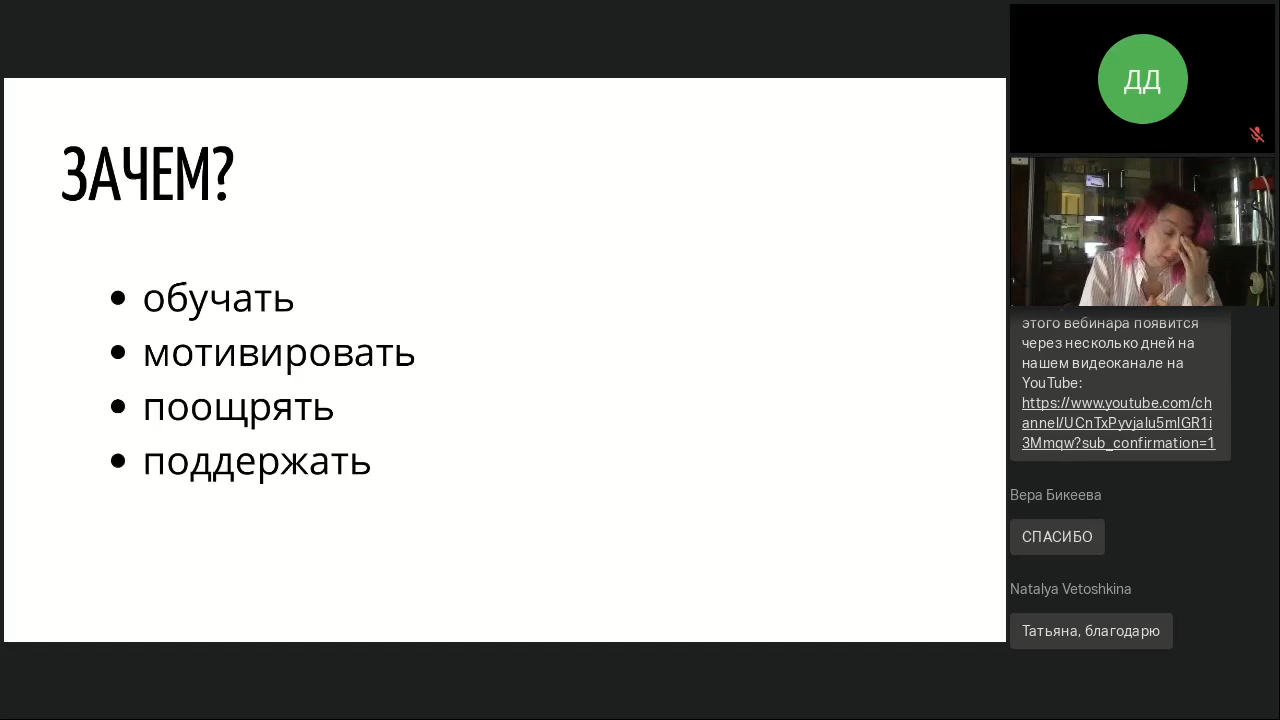 ЗАЧЕМ?
обучать
мотивировать
поощрять
поддержать
ДД
этого вебинара появится
через несколько дней на
нашем видеоканале на
YouTube:
https://www.youtube.com/ch
annel/UCnTxPyvjalu5mlGR1i
3Mmqw?sub_confirmation=1
Вера Бикеева
СПАСИБО
Natalya Vetoshkina
Татьяна, благодарю